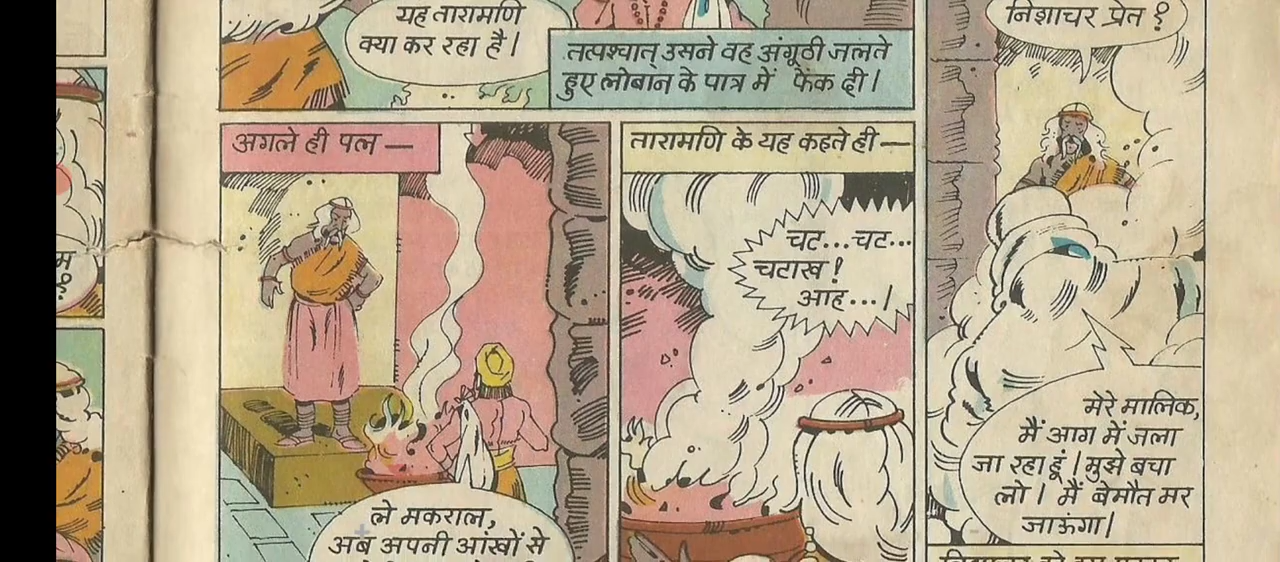 यह तारामणि
क्या कर रहा है।
तत्पश्चात् उसने वह अंगूठी जलते
हुए लोबान के पात्र में फेंक दी।
निशाचर प्रेत ?
अगले ही पल —
ले मकराल,
अब अपनी आंखों से
तारामणि के यह कहते ही —
चट...चट...
चटाख !
आह...!
मेरे मालिक,
मैं आग में जला
जा रहा हूं। मुझे बचा
लो। मैं बेमौत मर
जाऊंगा।